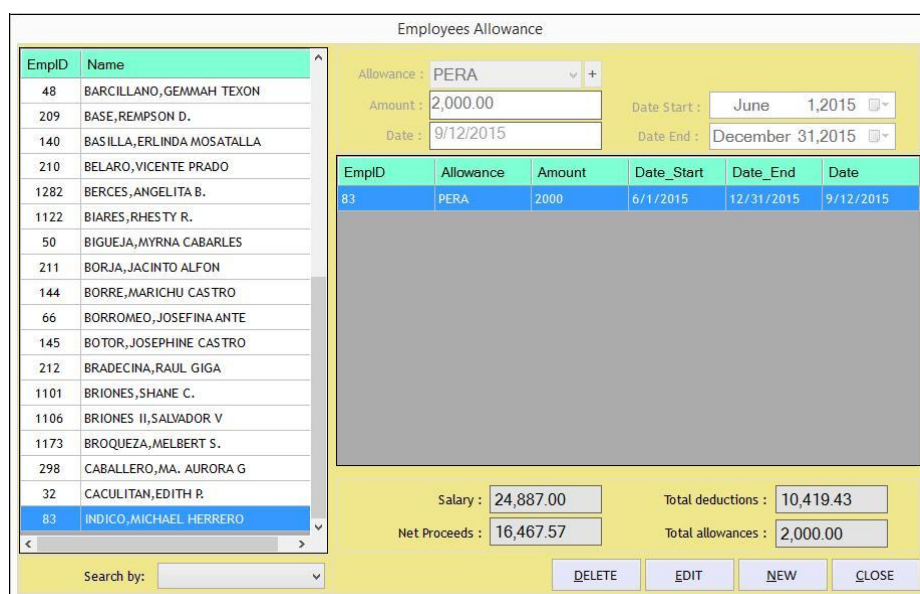 Employees Allowance
EmpID Name
48 BARCILLANO,GEMMAH TEXON
209 BASE,REMPSON D.
140 BASILLA,ERLINDA MOSATALLA
210 BELARO,VICENTE PRADO
1282 BERCES,ANGELITA B.
1122 BIARES,RHESTY R.
50 BIGUEJA,MYRNA CABARLES
211 BORJA,JACINTO ALFON
144 BORRE,MARICHU CASTRO
66 BORROMEO,JOSEFINA ANTE
145 BOTOR,JOSEPHINE CASTRO
212 BRADECINA,RAUL GIGA
1101 BRIONES,SHANE C.
1106 BRIONES II,SALVADOR V
1173 BROQUEZA,MELBERT S.
298 CABALLERO,MA. AURORA G
32 CACULITAN,EDITH P.
83 INDICO,MICHAEL HERRERO
Search by:
Allowance : PERA +
Amount : 2,000.00 Date Start : June 1,2015
Date : 9/12/2015 Date End : December 31,2015
EmpID Allowance Amount Date_Start Date_End Date
83 PERA 2000 6/1/2015 12/31/2015 9/12/2015
Salary : 24,887.00 Total deductions : 10,419.43
Net Proceeds : 16,467.57 Total allowances : 2,000.00
DELETE EDIT NEW CLOSE